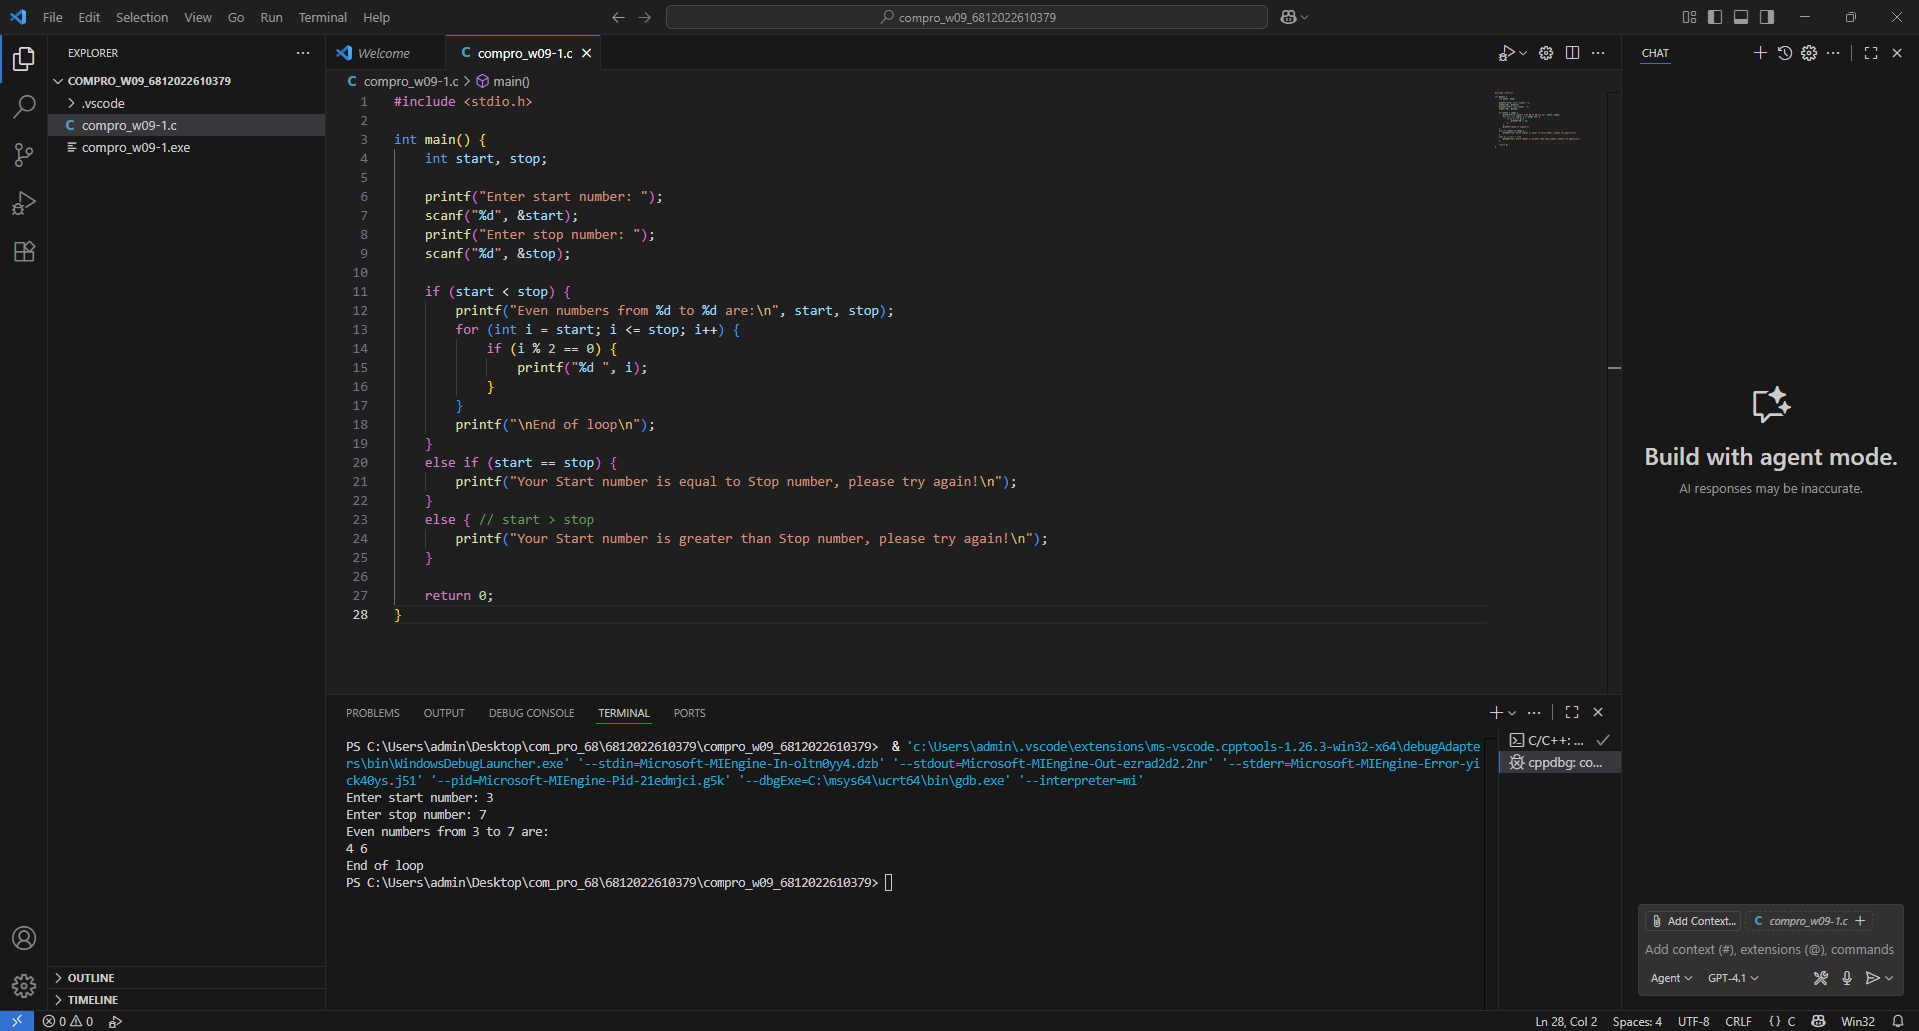 File Edit Selection View Go Run Terminal Help
compro_w09_6812022610379
EXPLORER
COMPRO_W09_6812022610379
.vscode
C compro_w09-1.c
compro_w09-1.exe
OUTLINE
TIMELINE
Welcome
C compro_w09-1.c
C compro_w09-1.c > main()
1 #include <stdio.h>
2
3 int main() {
4 int start, stop;
5
6 printf("Enter start number: ");
7 scanf("%d", &start);
8 printf("Enter stop number: ");
9 scanf("%d", &stop);
10
11 if (start < stop) {
12 printf("Even numbers from %d to %d are:\n", start, stop);
13 for (int i = start; i <= stop; i++) {
14 if (i % 2 == 0) {
15 printf("%d ", i);
16 }
17 }
18 printf("\nEnd of loop\n");
19 }
20 else if (start == stop) {
21 printf("Your Start number is equal to Stop number, please try again!\n");
22 }
23 else { // start > stop
24 printf("Your Start number is greater than Stop number, please try again!\n");
25 }
26
27 return 0;
28 }
PROBLEMS OUTPUT DEBUG CONSOLE TERMINAL PORTS
PS C:\Users\admin\Desktop\com_pro_68\6812022610379\compro_w09_6812022610379> & 'c:\Users\admin\.vscode\extensions\ms-vscode.cpptools-1.26.3-win32-x64\debugAdapte
rs\bin\WindowsDebugLauncher.exe' '--stdin=Microsoft-MIEngine-In-oltn0yy4.dzb' '--stdout=Microsoft-MIEngine-Out-ezrad2d2.2nr' '--stderr=Microsoft-MIEngine-Error-yi
ck40ys.j51' '--pid=Microsoft-MIEngine-Pid-21edmjci.g5k' '--dbgExe=C:\msys64\ucrt64\bin\gdb.exe' '--interpreter=mi'
Enter start number: 3
Enter stop number: 7
Even numbers from 3 to 7 are:
4 6
End of loop
PS C:\Users\admin\Desktop\com_pro_68\6812022610379\compro_w09_6812022610379>
C/C++: ...
cppdbg: co...
CHAT
Build with agent mode.
AI responses may be inaccurate.
Add Context... C compro_w09-1.c +
Add context (#), extensions (@), commands
Agent GPT-4.1
0 0
Ln 28, Col 2 Spaces: 4 UTF-8 CRLF {} C Win32